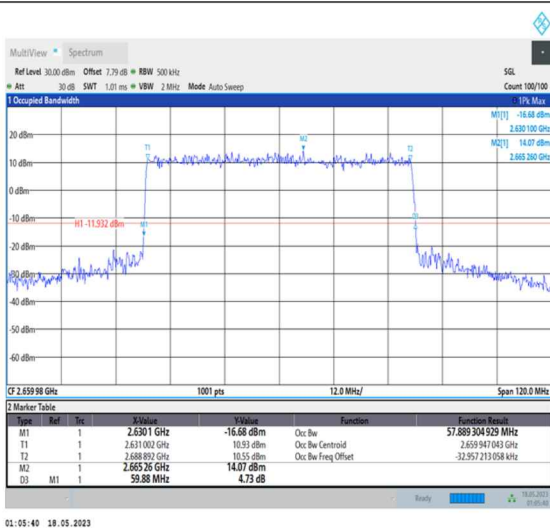 MultiView Spectrum
Ref Level 30.00 dBm Offset 7.79 dB RBW 500 kHz SGL
Att 30 dB SWT 1.01 ms VBW 2 MHz Mode Auto Sweep Count 100/100
1 Occupied Bandwidth 1Pk Max
M1[1] -16.68 dBm
2.630 100 GHz
M2[1] 14.07 dBm
2.665 260 GHz
20 dBm
M2
T1 T2
10 dBm
0 dBm
-10 dBm
H1 -11.932 dBm
M1 D3
-20 dBm
-30 dBm
-40 dBm
-50 dBm
-60 dBm
CF 2.659 98 GHz 1001 pts 12.0 MHz/ Span 120.0 MHz
2 Marker Table
Type Ref Trc X-Value Y-Value Function Function Result
M1 1 2.6301 GHz -16.68 dBm Occ Bw 57.889 304 929 MHz
T1 1 2.631 002 GHz 10.93 dBm Occ Bw Centroid 2.659 947 043 GHz
T2 1 2.688 892 GHz 10.55 dBm Occ Bw Freq Offset -32.957 213 058 kHz
M2 1 2.665 26 GHz 14.07 dBm
D3 M1 1 59.88 MHz 4.73 dB
Ready 18.05.2023
01:05:40
01:05:40 18.05.2023